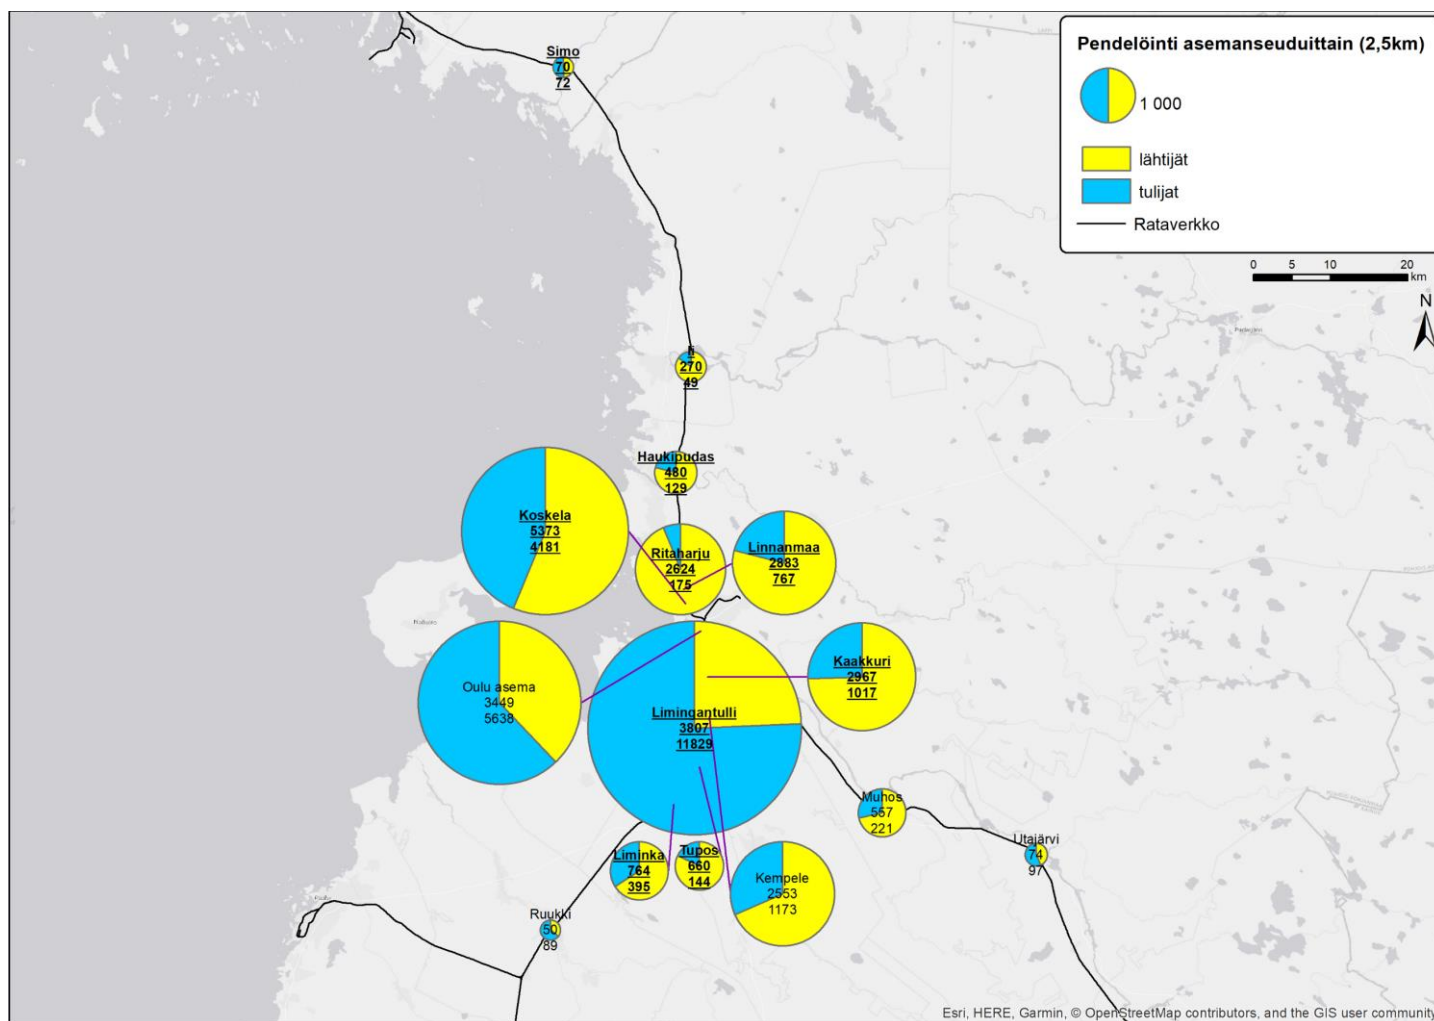 Pendelöinti asemanseuduittain (2,5km)
1 000
lähtijät
tulijat
Rataverkko
0 5 10 20
km
N
Simo
70
72
Ii
270
49
Haukipudas
480
129
Koskela
5373
4181
Ritaharju
2624
175
Linnanmaa
2883
767
Oulu asema
3449
5638
Limingantulli
3807
11829
Kaakkuri
2967
1017
Muhos
557
221
Utajärvi
74
97
Liminka
764
395
Tupos
660
144
Kempele
2553
1173
Ruukki
50
89
Esri, HERE, Garmin, © OpenStreetMap contributors, and the GIS user community